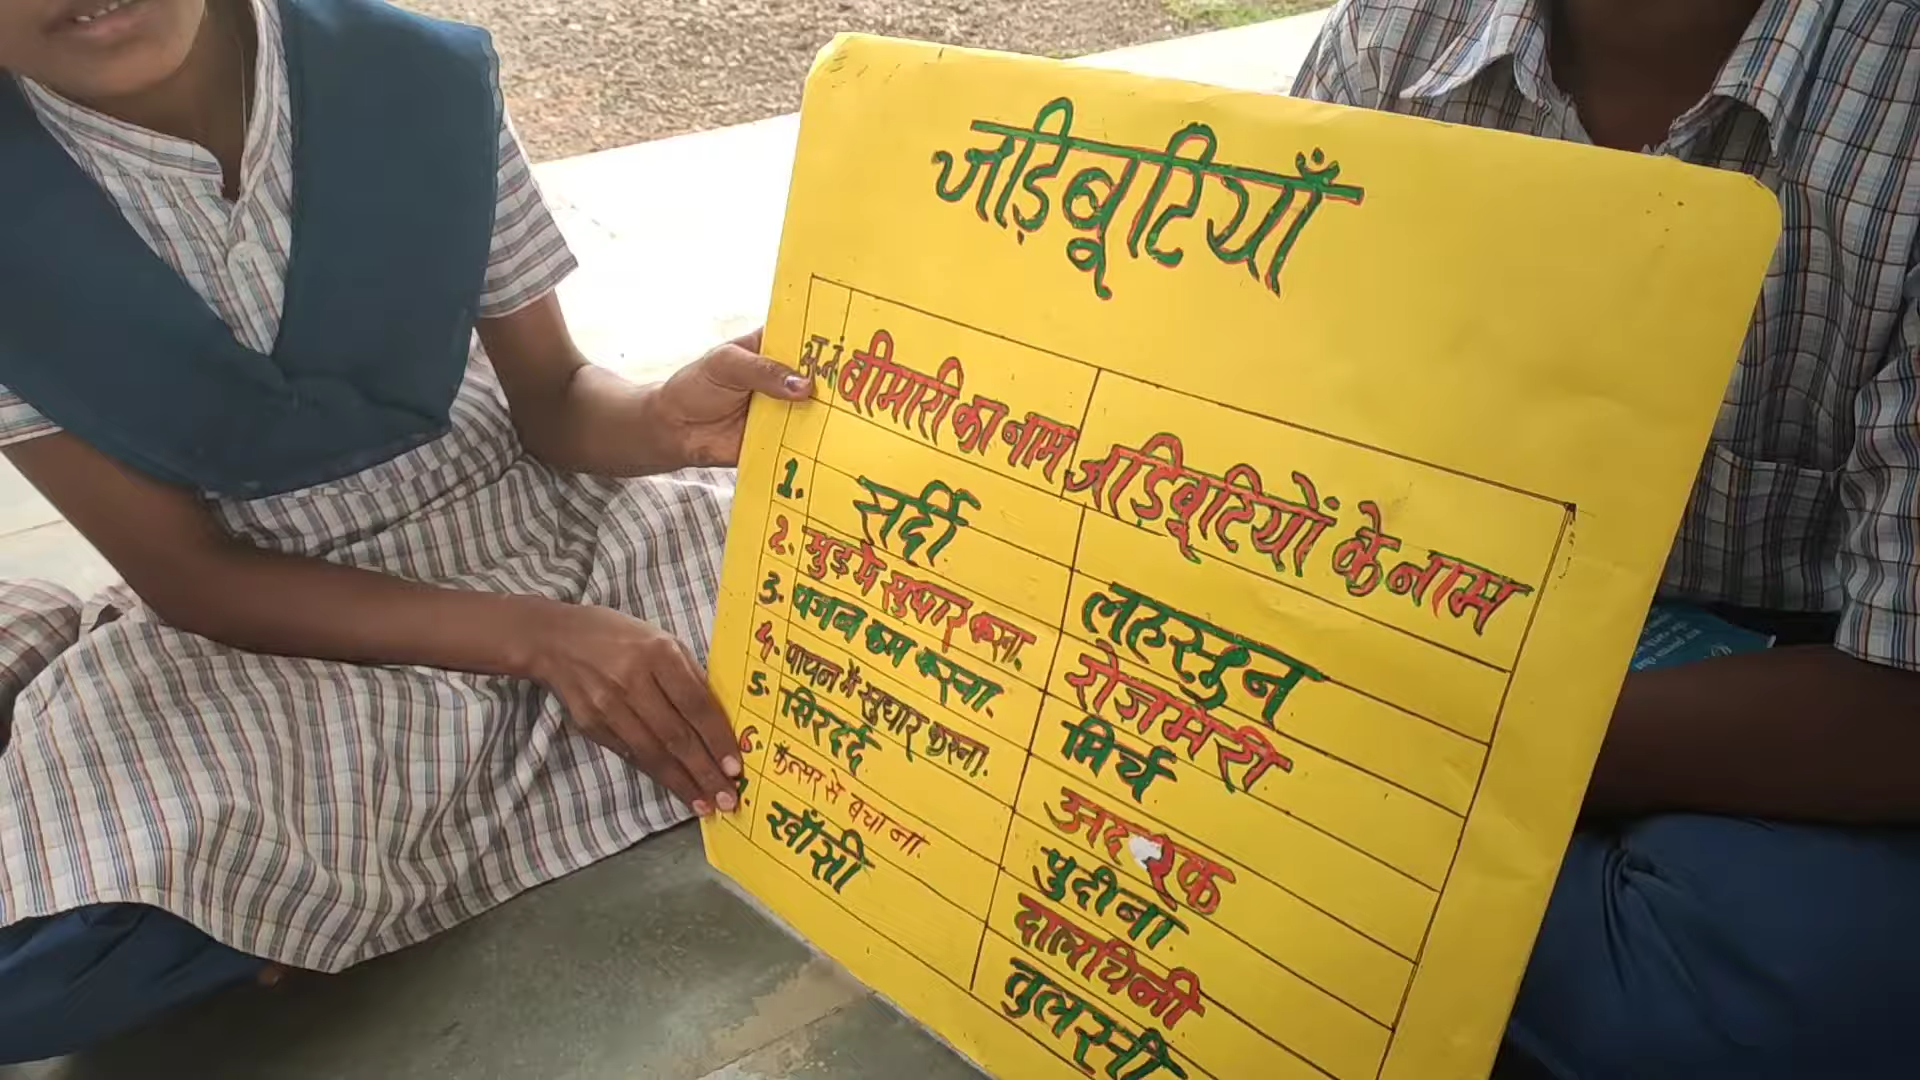 जड़िबूटियाँ
अ.नं बीमारी का नाम जड़िबूटियों के नाम
1. सर्दी लहसुन
2. मुड़ मे सुधार करना. रोजमेरी
3. वजन कम करना. मिर्च
4. पाचन में सुधार करना. अदरक
5. सिरदर्द पुदीना
6. कैन्सर से बचाना. दालचिनी
7. खाँसी तुलसी